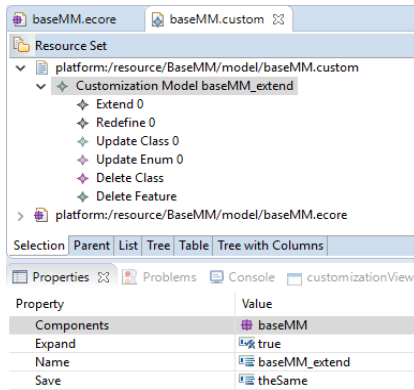 baseMM.ecore baseMM.custom
Resource Set
platform:/resource/BaseMM/model/baseMM.custom
Customization Model baseMM_extend
Extend 0
Redefine 0
Update Class 0
Update Enum 0
Delete Class
Delete Feature
platform:/resource/BaseMM/model/baseMM.ecore
Selection Parent List Tree Table Tree with Columns
Properties Problems Console customizationView
Property Value
Components baseMM
Expand true
Name baseMM_extend
Save theSame